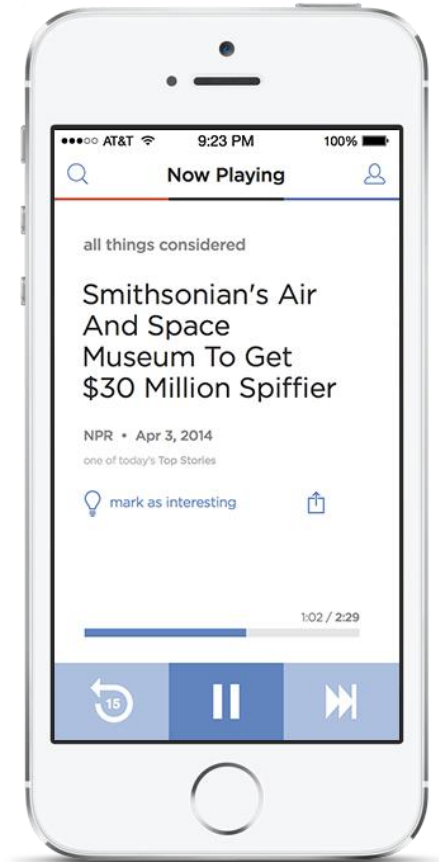 AT&T 9:23 PM 100%
Now Playing
all things considered
Smithsonian's Air
And Space
Museum To Get
$30 Million Spiffier
NPR • Apr 3, 2014
one of today's Top Stories
mark as interesting
1:02 / 2:29
15